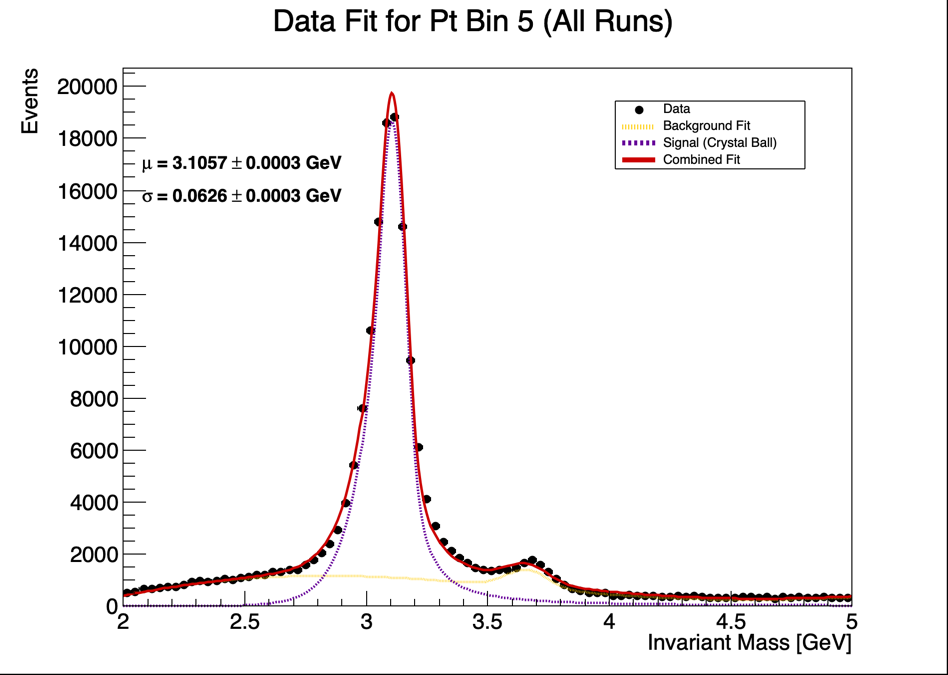 Data Fit for Pt Bin 5 (All Runs)
Events
20000
18000
16000
14000
12000
10000
8000
6000
4000
2000
0
μ = 3.1057 ± 0.0003 GeV
σ = 0.0626 ± 0.0003 GeV
Data
Background Fit
Signal (Crystal Ball)
Combined Fit
2 2.5 3 3.5 4 4.5 5
Invariant Mass [GeV]